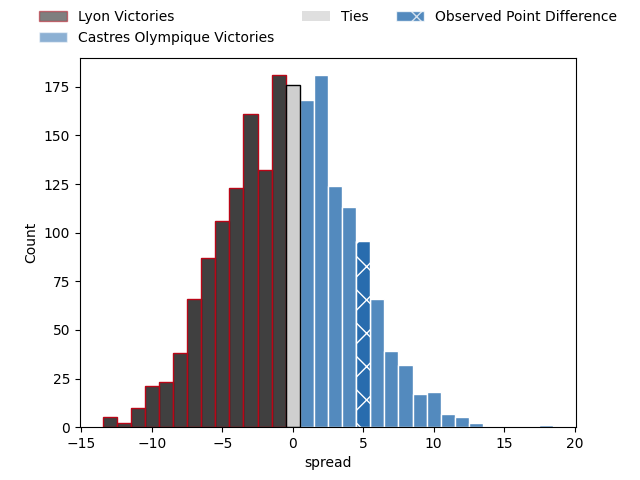 Lyon Victories
Castres Olympique Victories
Ties
Observed Point Difference
175
150
125
100
75
50
25
0
Count
−15 −10 −5 0 5 10 15 20
spread